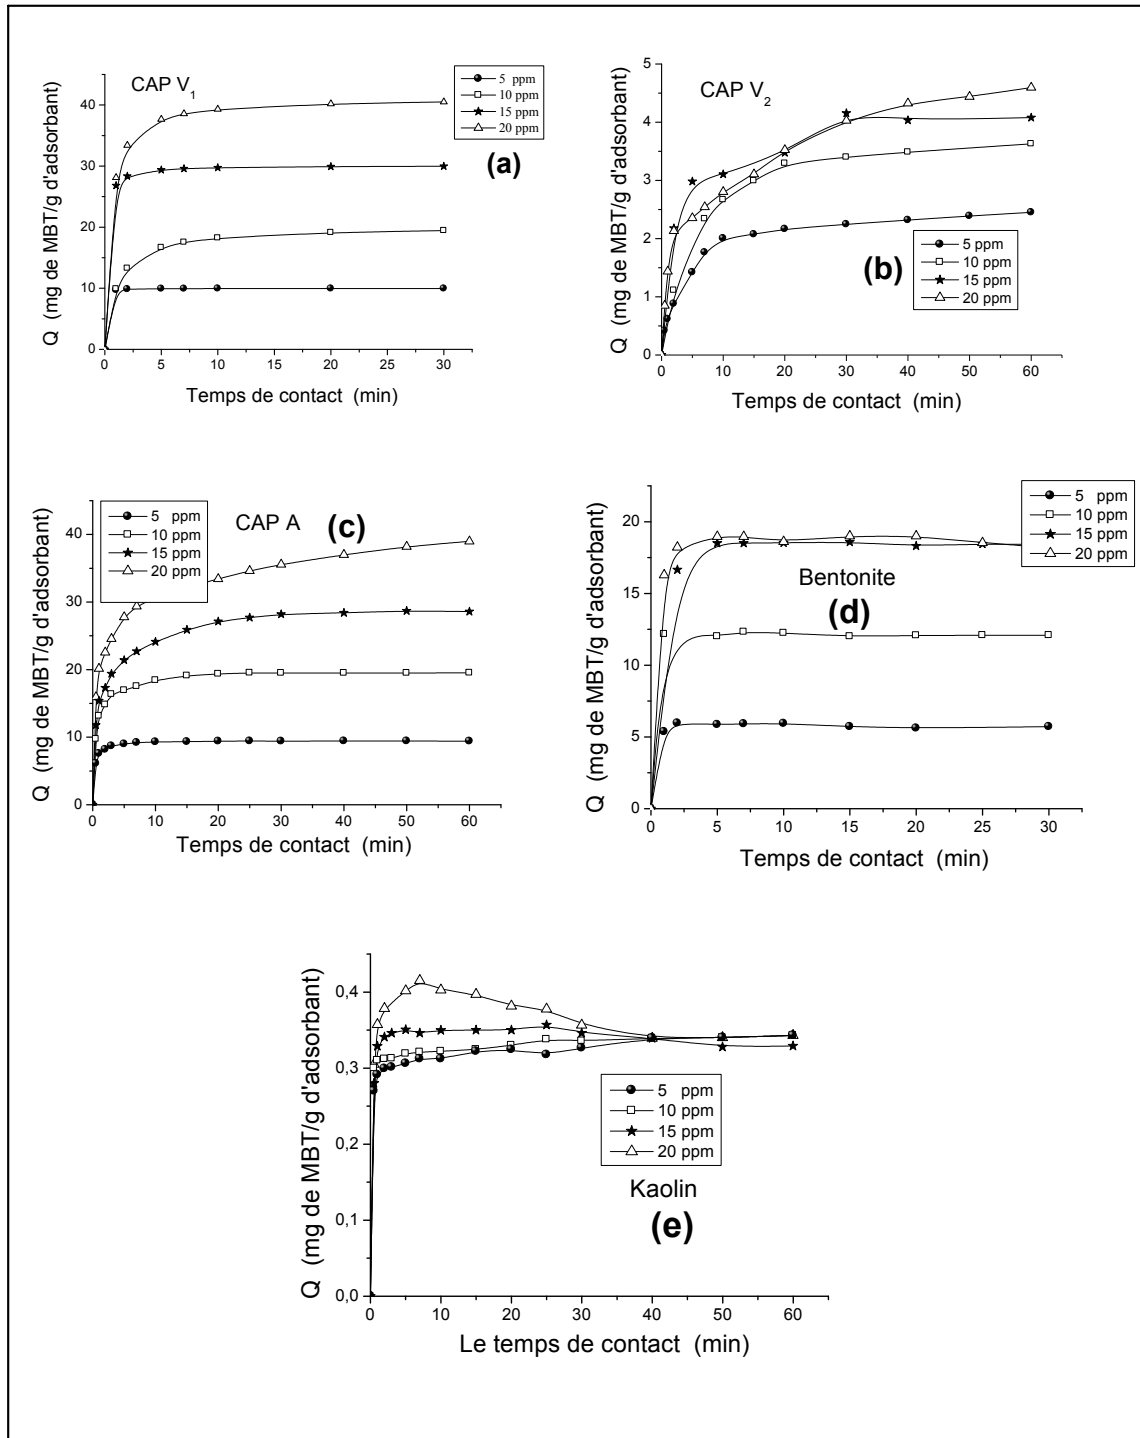 CAP V1
5 ppm
10 ppm
15 ppm
20 ppm
(a)
Q (mg de MBT/g d'adsorbant)
40
30
20
10
0
0 5 10 15 20 25 30
Temps de contact (min)
CAP V2
5 ppm
10 ppm
15 ppm
20 ppm
(b)
Q (mg de MBT/g d'adsorbant)
5
4
3
2
1
0
0 10 20 30 40 50 60
Temps de contact (min)
5 ppm
10 ppm
15 ppm
20 ppm
CAP A
(c)
Q (mg de MBT/g d'adsorbant)
40
30
20
10
0
0 10 20 30 40 50 60
Temps de contact (min)
5 ppm
10 ppm
15 ppm
20 ppm
Bentonite
(d)
Q (mg de MBT/g d'adsorbant)
20
15
10
5
0
0 5 10 15 20 25 30
Temps de contact (min)
5 ppm
10 ppm
15 ppm
20 ppm
Kaolin
(e)
Q (mg de MBT/g d'adsorbant)
0,4
0,3
0,2
0,1
0,0
0 10 20 30 40 50 60
Le temps de contact (min)